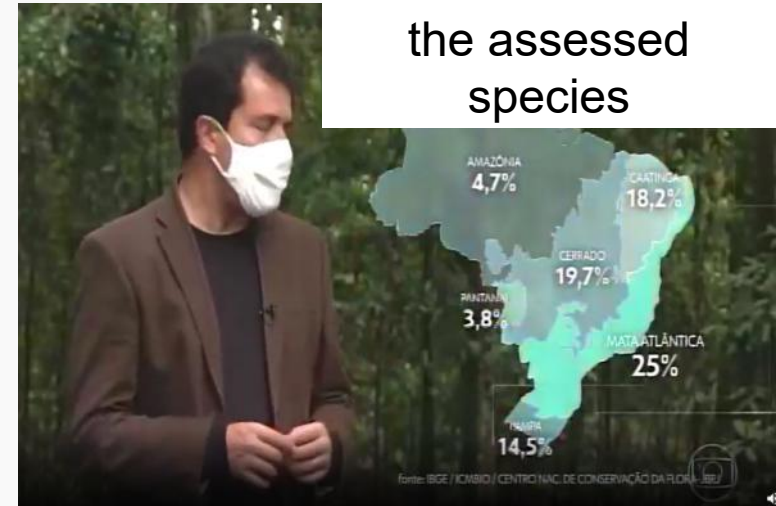 the assessed
species
AMAZÔNIA
4,7%
CAATINGA
18,2%
CERRADO
19,7%
PANTANAL
3,8%
MATA ATLÂNTICA
25%
PAMPA
14,5%
fonte: IBGE / ICMBIO / CENTRO NAC. DE CONSERVAÇÃO DA FLORA - JBRJ